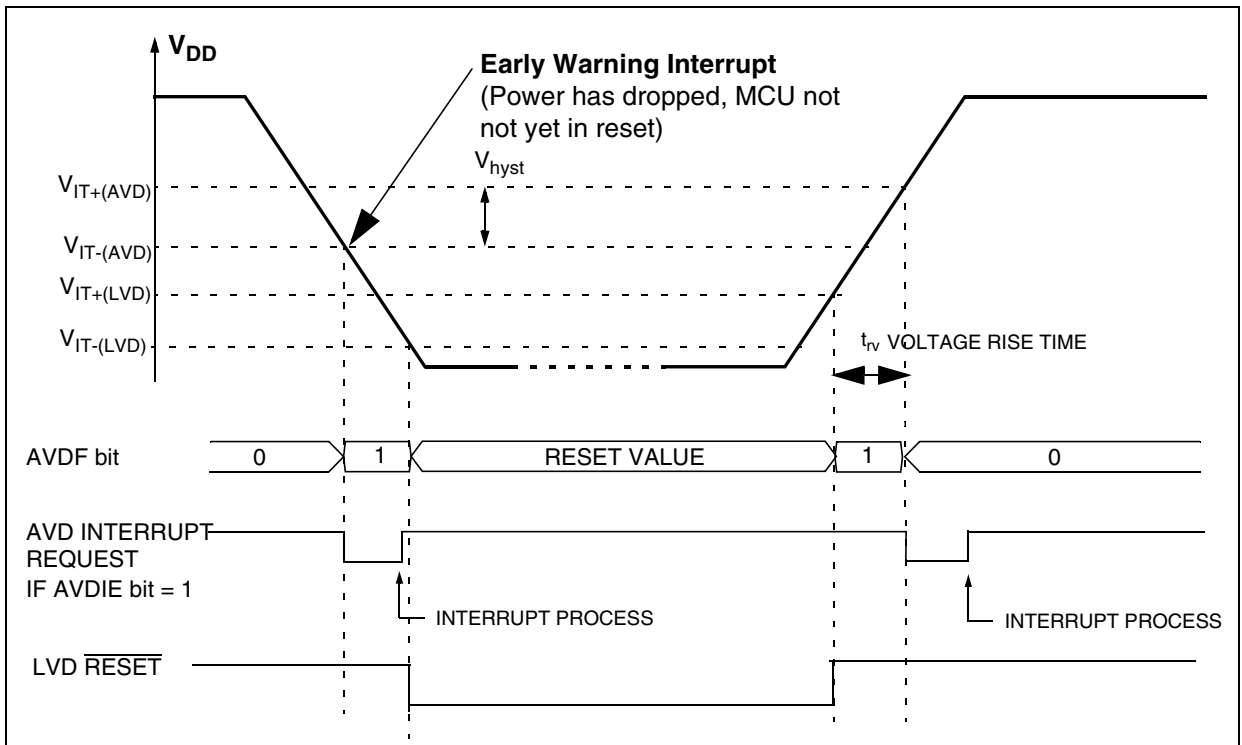 VDD
Early Warning Interrupt
(Power has dropped, MCU not
not yet in reset)
Vhyst
VIT+(AVD)
VIT-(AVD)
VIT+(LVD)
VIT-(LVD)
trv VOLTAGE RISE TIME
AVDF bit
0
1
RESET VALUE
1
0
AVD INTERRUPT
REQUEST
IF AVDIE bit = 1
INTERRUPT PROCESS
INTERRUPT PROCESS
LVD RESET